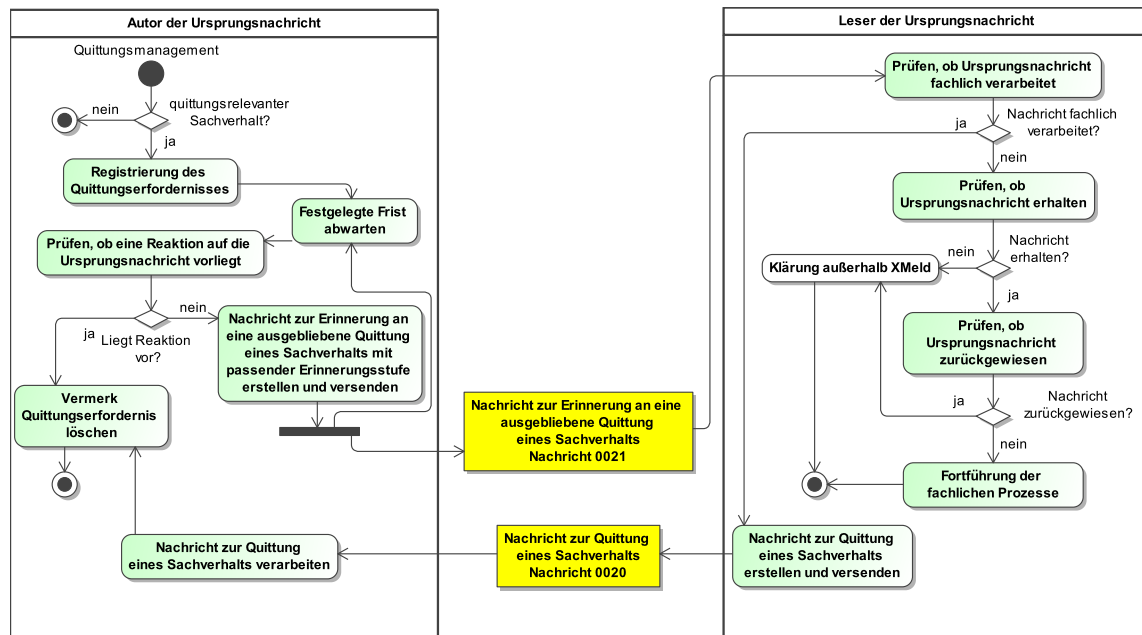 Autor der Ursprungsnachricht
Quittungsmanagement
nein
quittungsrelevanter
Sachverhalt?
ja
Registrierung des
Quittungserfordernisses
Festgelegte Frist
abwarten
Prüfen, ob eine Reaktion auf die
Ursprungsnachricht vorliegt
nein
ja
Liegt Reaktion
vor?
Nachricht zur Erinnerung an
eine ausgebliebene Quittung
eines Sachverhalts mit
passender Erinnerungsstufe
erstellen und versenden
Vermerk
Quittungserfordernis
löschen
Nachricht zur Quittung
eines Sachverhalts verarbeiten
Nachricht zur Erinnerung an eine
ausgebliebene Quittung
eines Sachverhalts
Nachricht 0021
Nachricht zur Quittung
eines Sachverhalts
Nachricht 0020
Leser der Ursprungsnachricht
Prüfen, ob Ursprungsnachricht
fachlich verarbeitet
ja
Nachricht fachlich
verarbeitet?
nein
Prüfen, ob
Ursprungsnachricht erhalten
Nachricht
erhalten?
nein
Klärung außerhalb XMeld
ja
Prüfen, ob
Ursprungsnachricht
zurückgewiesen
ja
Nachricht
zurückgewiesen?
nein
Fortführung der
fachlichen Prozesse
Nachricht zur Quittung
eines Sachverhalts
erstellen und versenden